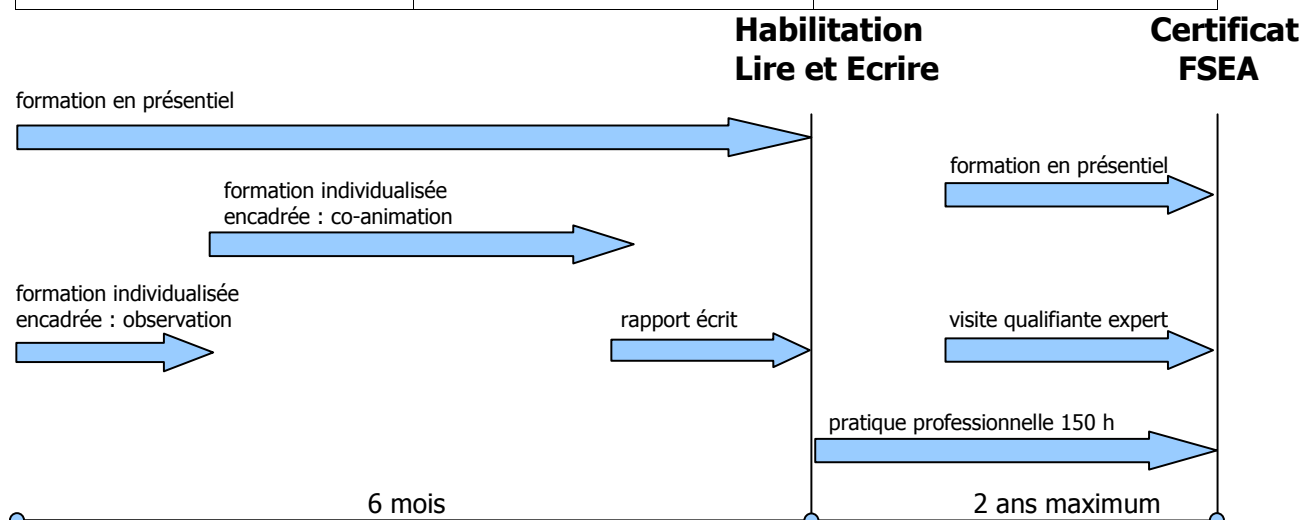 Habilitation
Lire et Ecrire
Certificat
FSEA
formation en présentiel
formation en présentiel
formation individualisée
encadrée : co-animation
formation individualisée
encadrée : observation
rapport écrit
visite qualifiante expert
pratique professionnelle 150 h
6 mois
2 ans maximum